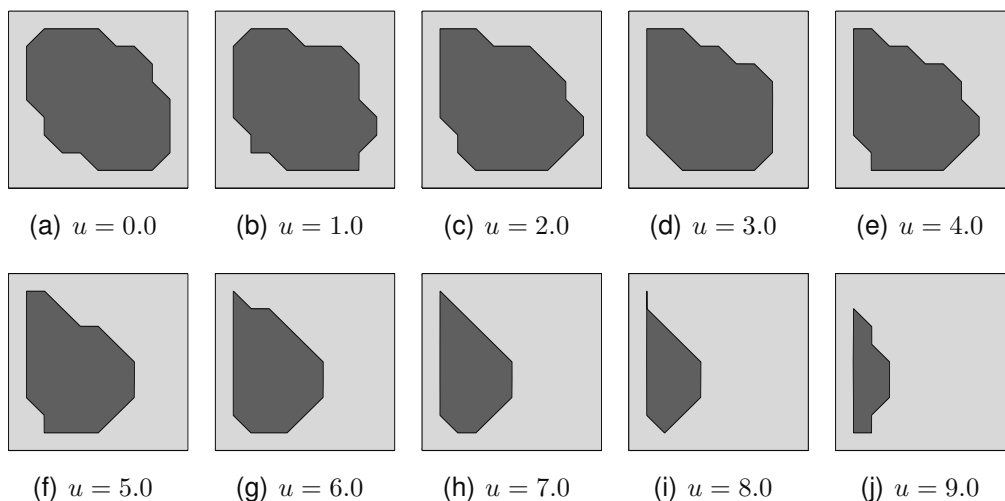 (a) u = 0.0 (b) u = 1.0 (c) u = 2.0 (d) u = 3.0 (e) u = 4.0
(f) u = 5.0 (g) u = 6.0 (h) u = 7.0 (i) u = 8.0 (j) u = 9.0